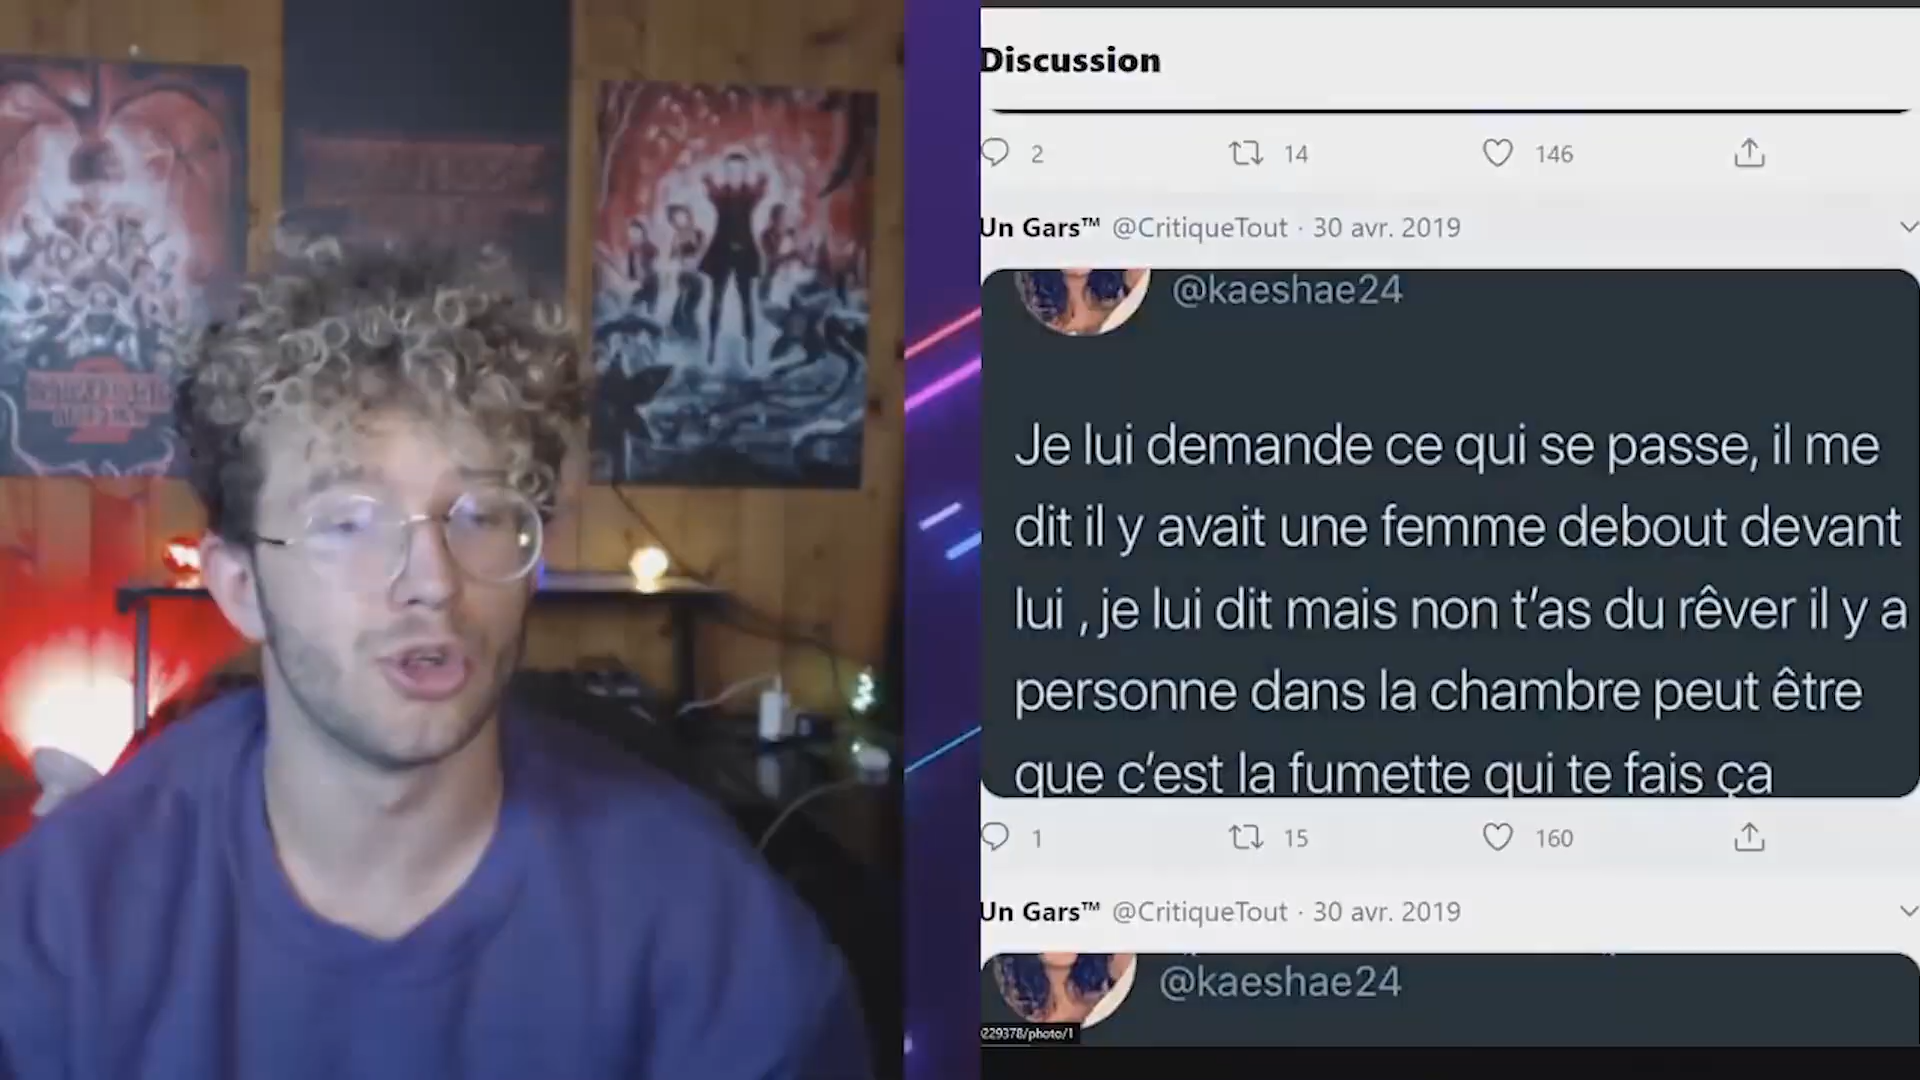 Discussion
2 14 146
Un Gars™ @CritiqueTout · 30 avr. 2019
@kaeshae24
Je lui demande ce qui se passe, il me
dit il y avait une femme debout devant
lui , je lui dit mais non t'as du rêver il y a
personne dans la chambre peut être
que c'est la fumette qui te fais ça
1 15 160
Un Gars™ @CritiqueTout · 30 avr. 2019
@kaeshae24
229378/photo/1